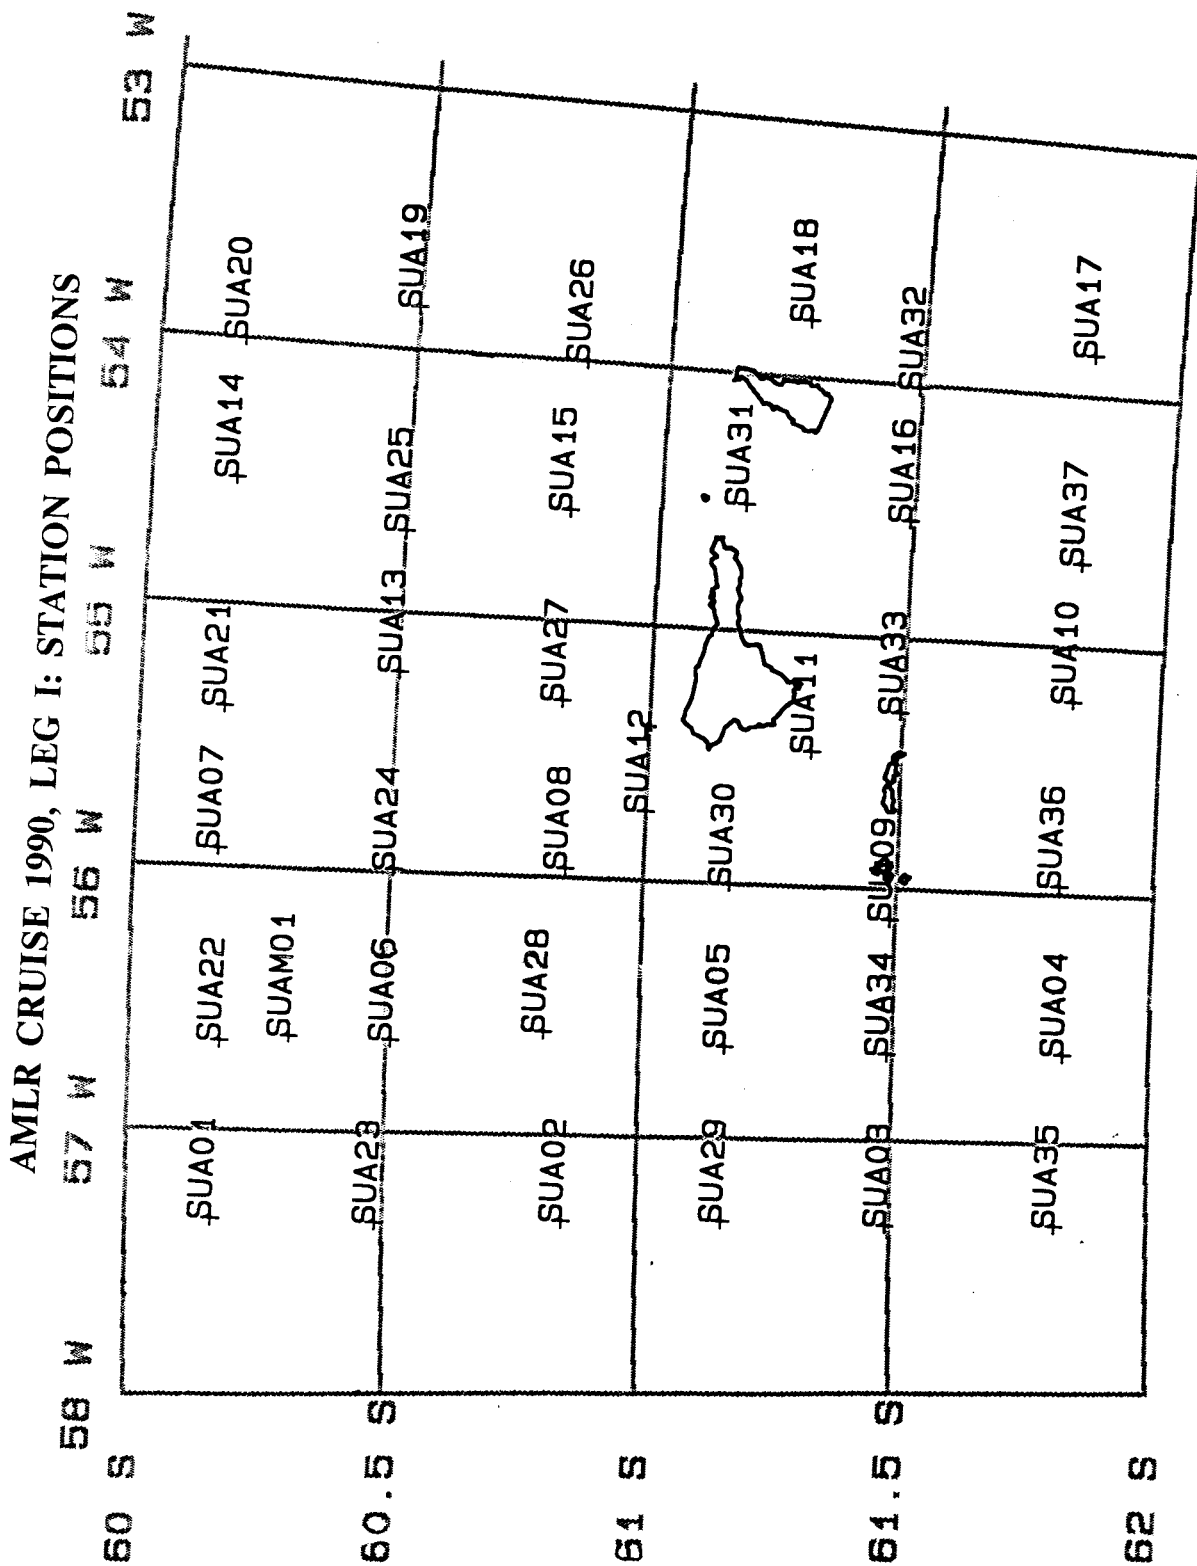 AMLR CRUISE 1990, LEG I: STATION POSITIONS
58 W
57 W
56 W
55 W
54 W
53 W
60 S
60.5 S
61 S
61.5 S
62 S
SUA01
SUA22
SUAM01
SUA07
SUA21
SUA14
SUA20
SUA23
SUA06
SUA24
SUA13
SUA25
SUA19
SUA02
SUA28
SUA08
SUA27
SUA15
SUA26
SUA12
SUA29
SUA05
SUA30
SUA11
SUA31
SUA18
SUA03
SUA34
SUA09
SUA33
SUA16
SUA32
SUA35
SUA04
SUA36
SUA10
SUA37
SUA17